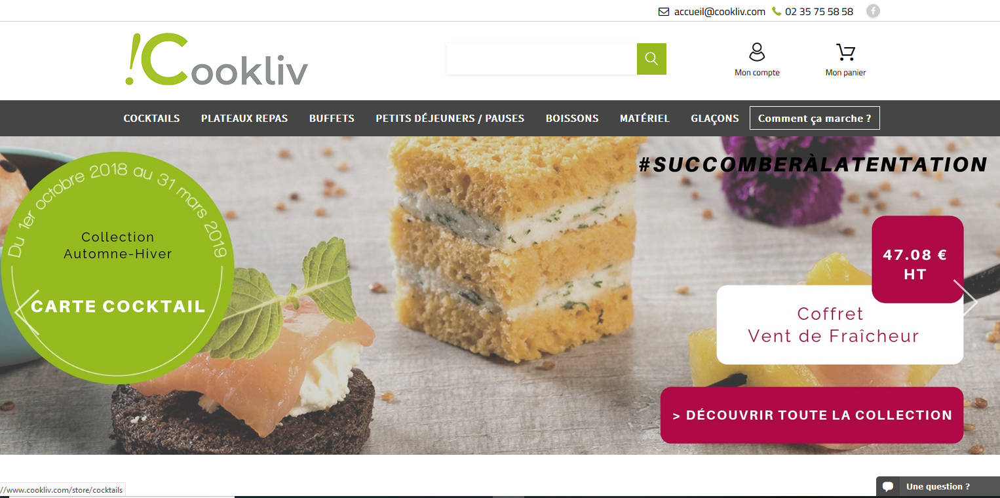 accueil@cookliv.com 02 35 75 58 58 f
!Cookliv
Mon compte
Mon panier
COCKTAILS PLATEAUX REPAS BUFFETS PETITS DÉJEUNERS / PAUSES BOISSONS MATÉRIEL GLAÇONS Comment ça marche ?
Du 1er octobre 2018 au 31 mars 2019
Collection
Automne-Hiver
CARTE COCKTAIL
#SUCCOMBERÀLATENTATION
47.08 €
HT
Coffret
Vent de Fraîcheur
> DÉCOUVRIR TOUTE LA COLLECTION
//www.cookliv.com/store/cocktails
Une question ?